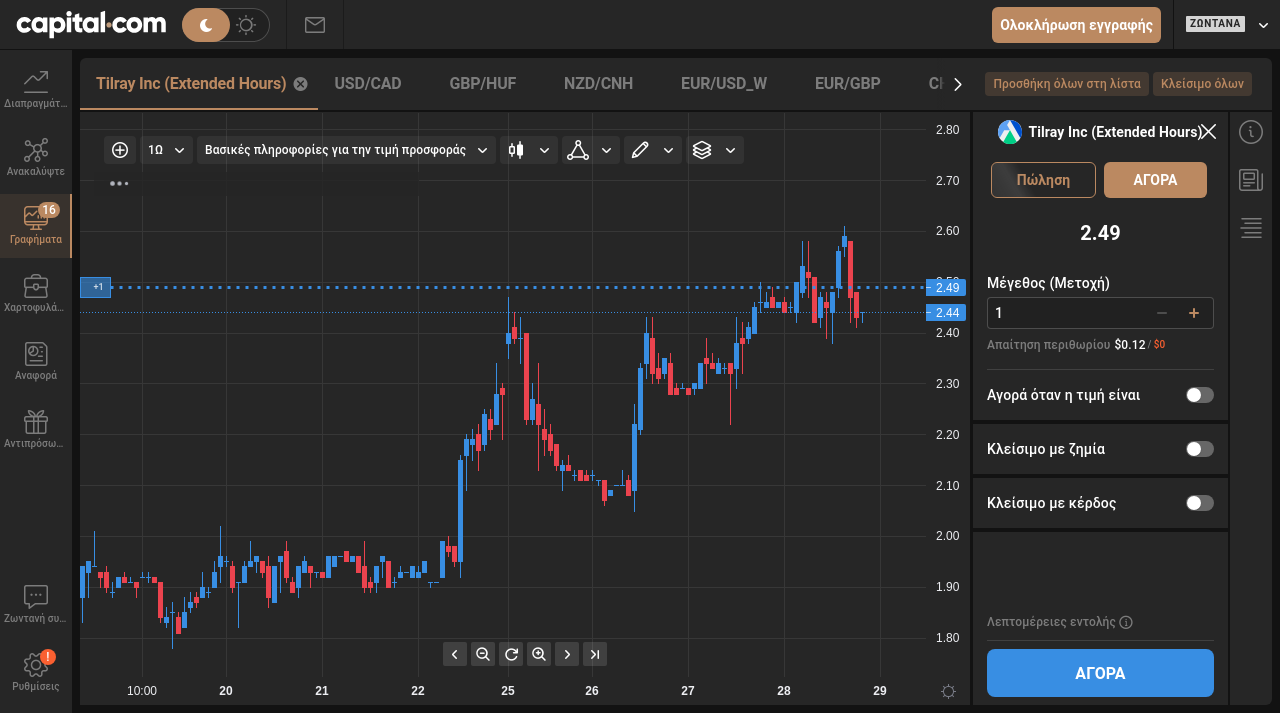 capital.com
Ολοκλήρωση εγγραφής
ΖΩΝΤΑΝΑ
Διαπραγμάτ...
Ανακαλύψτε
16
Γραφήματα
Χαρτοφυλά...
Αναφορά
Αντιπρόσω...
Ζωντανή συ...
!
Ρυθμίσεις
Tilray Inc (Extended Hours)
USD/CAD
GBP/HUF
NZD/CNH
EUR/USD_W
EUR/GBP
Προσθήκη όλων στη λίστα
Κλείσιμο όλων
1Ω
Βασικές πληροφορίες για την τιμή προσφοράς
+1
2.80
2.70
2.60
2.49
2.44
2.40
2.30
2.20
2.10
2.00
1.90
1.80
10:00
20
21
22
25
26
27
28
29
Tilray Inc (Extended Hours)
Πώληση
ΑΓΟΡΑ
2.49
Μέγεθος (Μετοχή)
1
Απαίτηση περιθωρίου $0.12 / $0
Αγορά όταν η τιμή είναι
Κλείσιμο με ζημία
Κλείσιμο με κέρδος
Λεπτομέρειες εντολής
ΑΓΟΡΑ